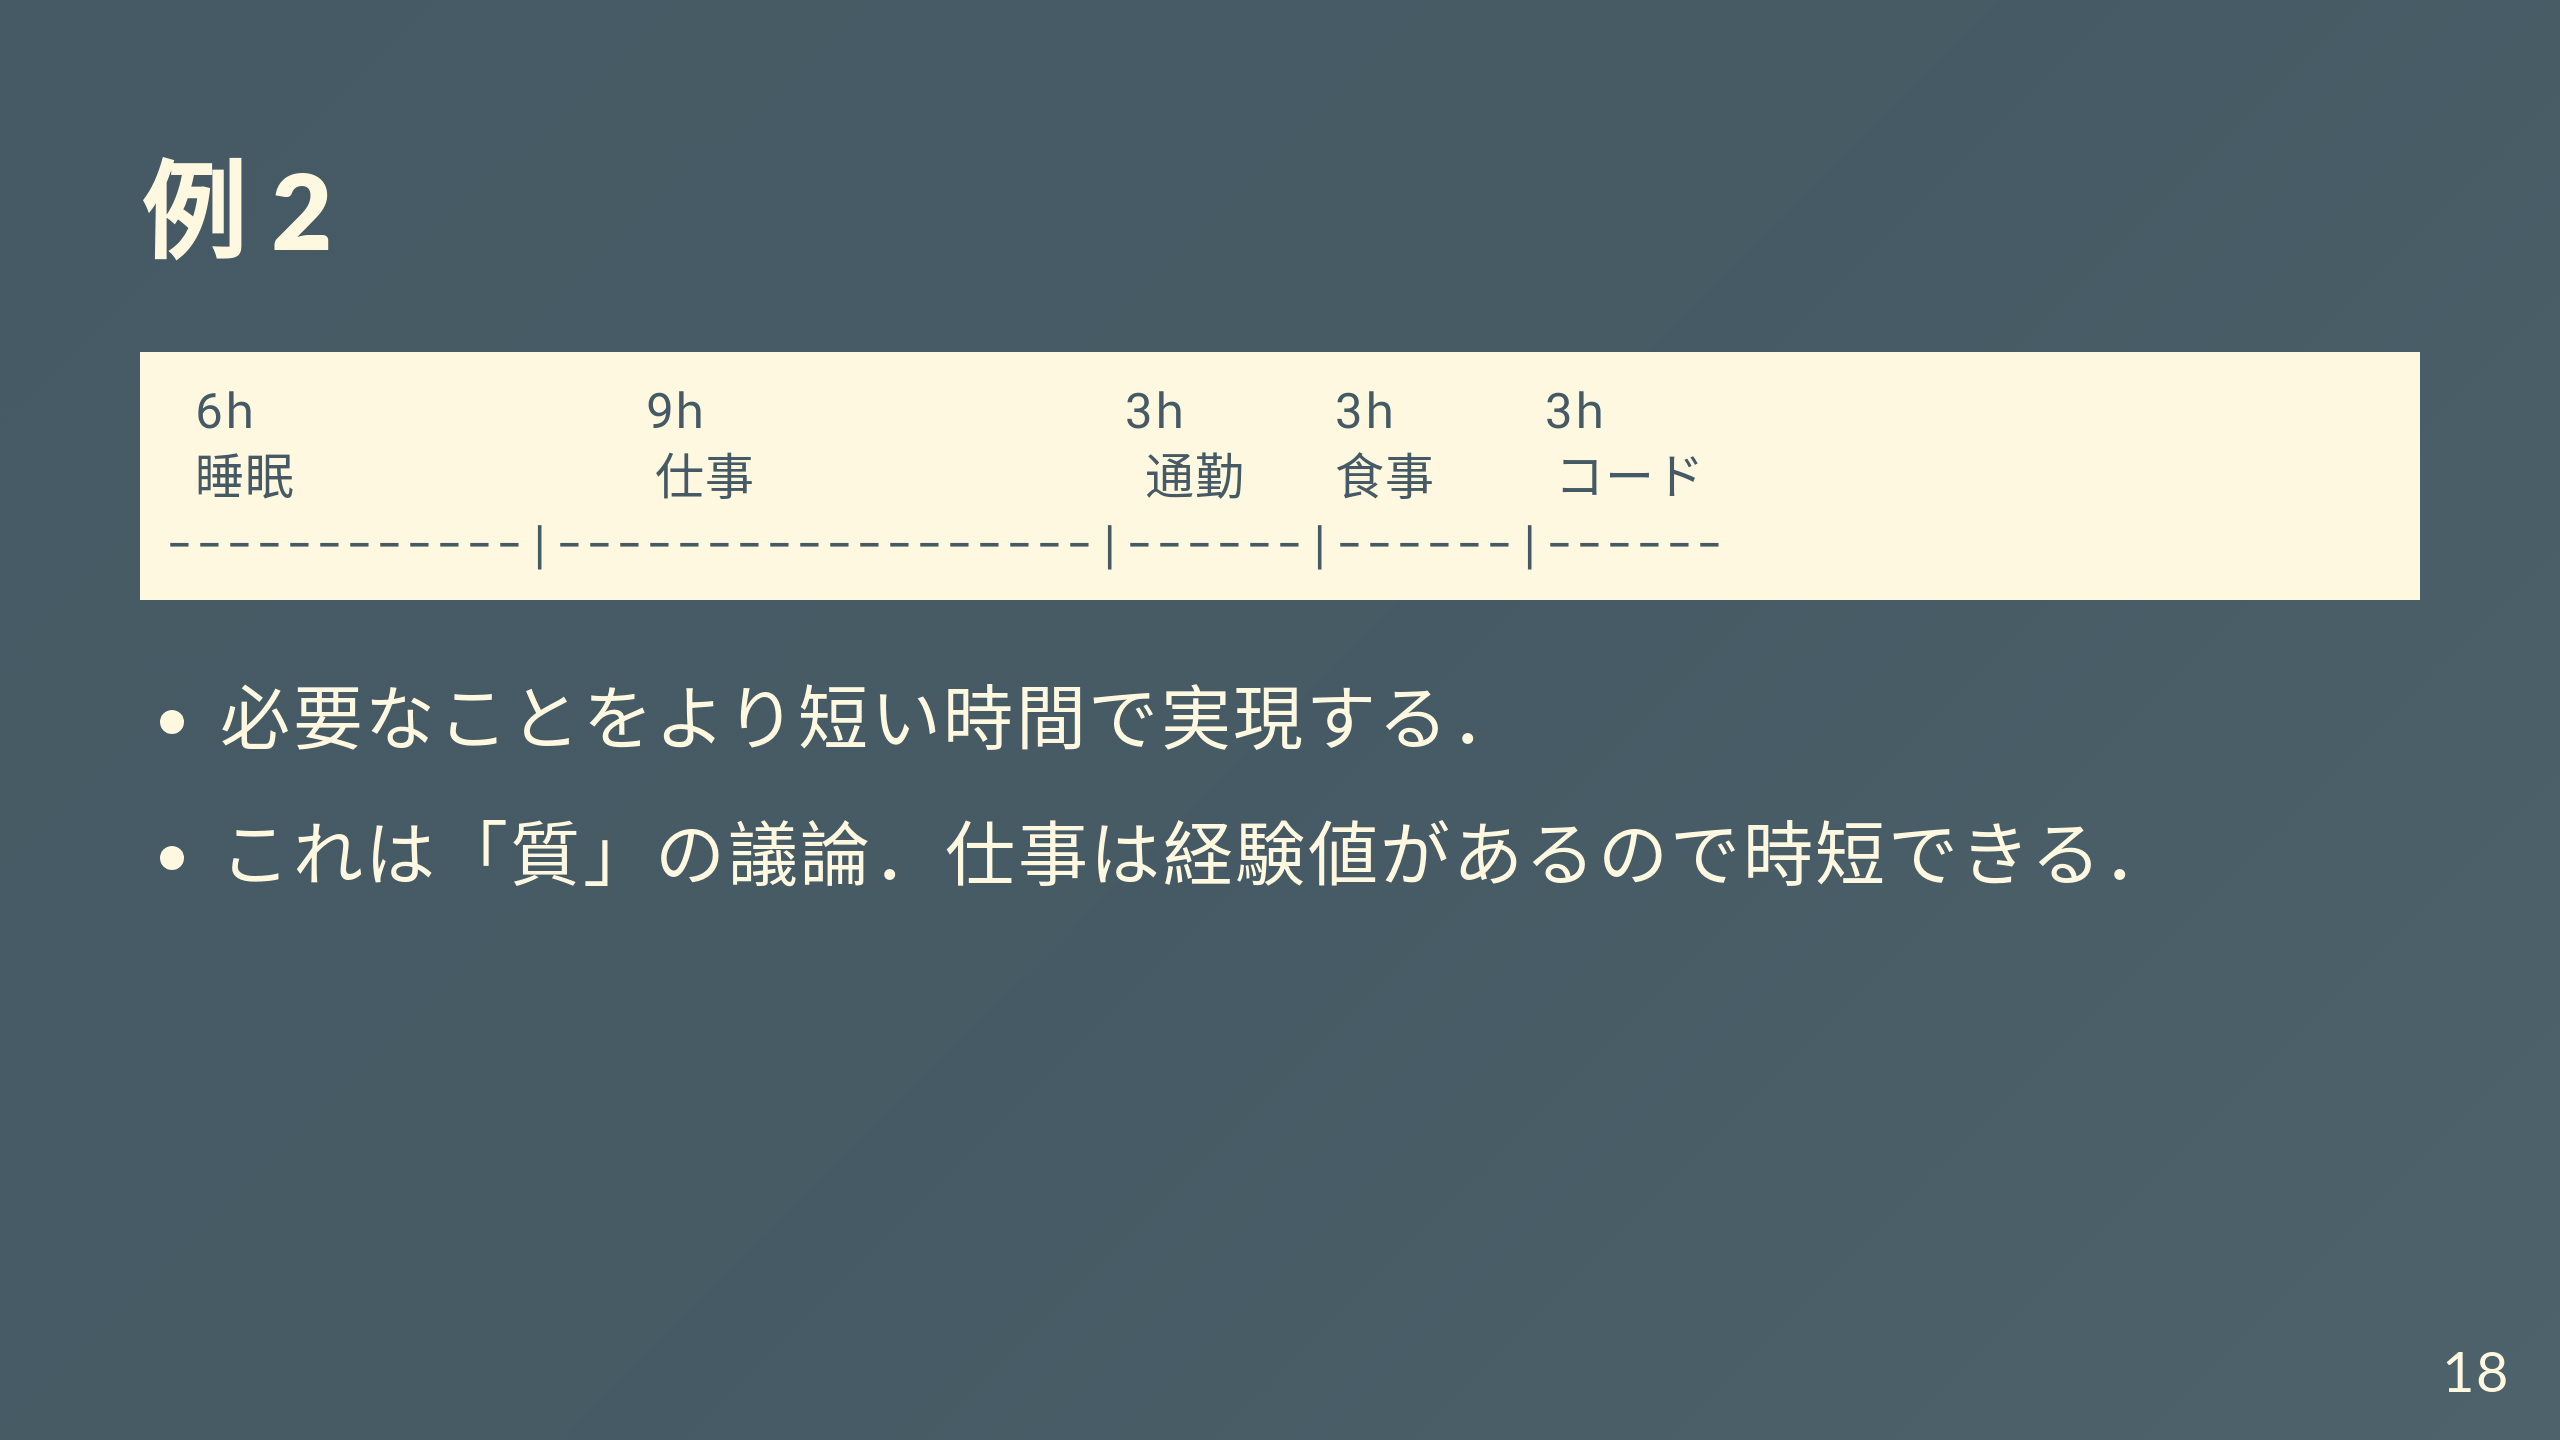 例 2
6h 9h 3h 3h 3h
睡眠 仕事 通勤 食事 コード
------------|------------------|------|------|------
• 必要なことをより短い時間で実現する．
• これは「質」の議論．仕事は経験値があるので時短できる．
18